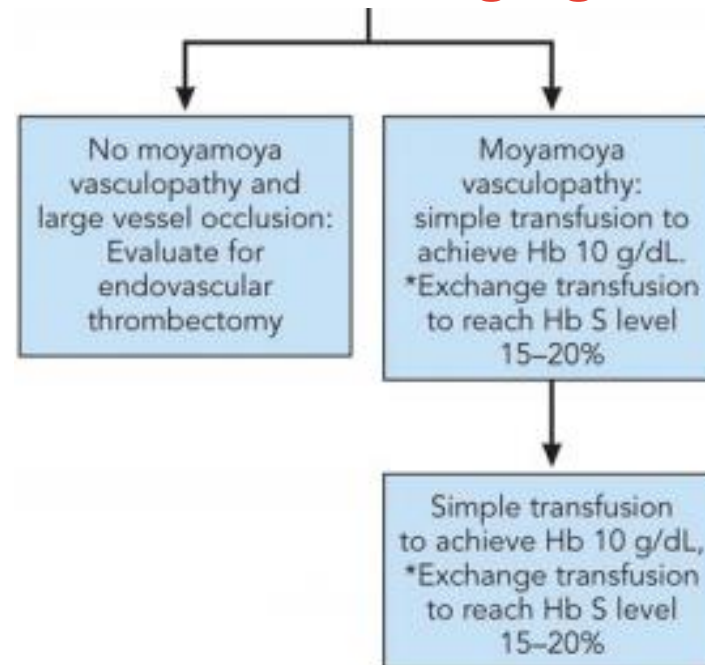 No moyamoya
vasculopathy and
large vessel occlusion:
Evaluate for
endovascular
thrombectomy
Moyamoya
vasculopathy:
simple transfusion to
achieve Hb 10 g/dL.
*Exchange transfusion
to reach Hb S level
15–20%
Simple transfusion
to achieve Hb 10 g/dL,
*Exchange transfusion
to reach Hb S level
15–20%